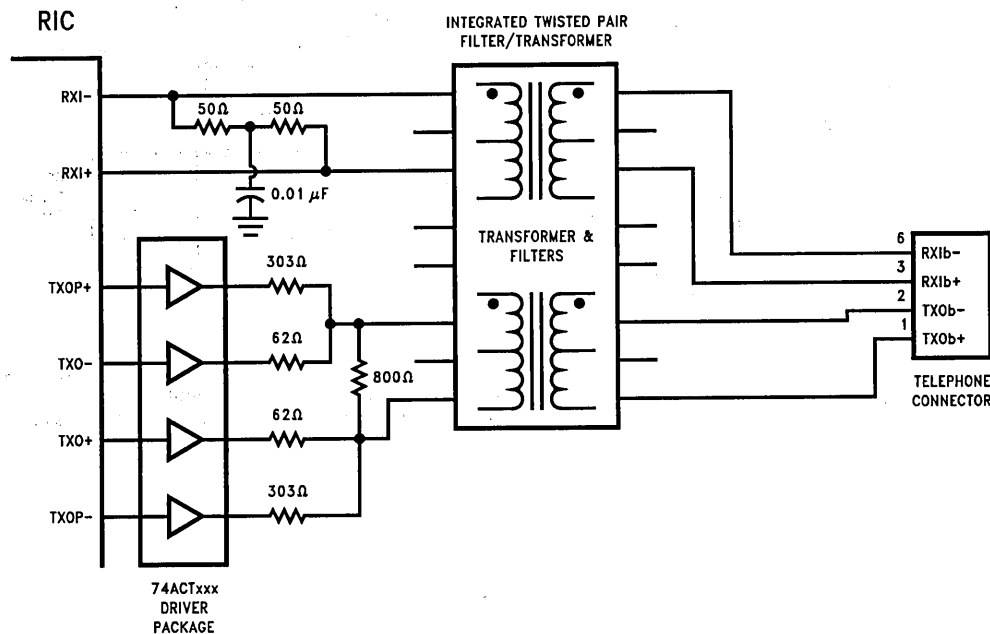 RIC
INTEGRATED TWISTED PAIR
FILTER/TRANSFORMER
RXI-
50Ω 50Ω
RXI+
0.01 μF
TRANSFORMER &
FILTERS
303Ω
TXOP+
62Ω
TXO-
800Ω
62Ω
TXO+
303Ω
TXOP-
74ACTxxx
DRIVER
PACKAGE
6 RXIb-
3 RXIb+
2 TXOb-
1 TXOb+
TELEPHONE
CONNECTOR